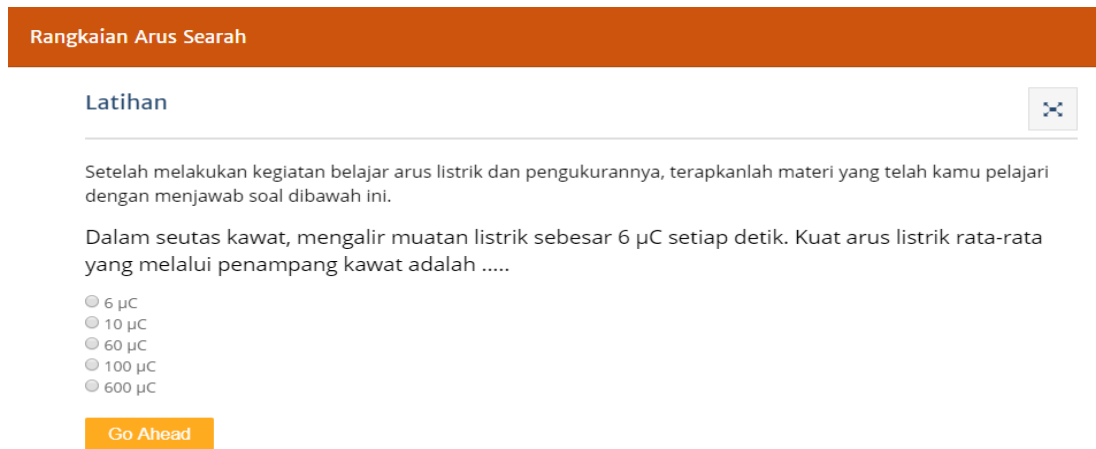 Rangkaian Arus Searah
Latihan
Setelah melakukan kegiatan belajar arus listrik dan pengukurannya, terapkanlah materi yang telah kamu pelajari
dengan menjawab soal dibawah ini.
Dalam seutas kawat, mengalir muatan listrik sebesar 6 µC setiap detik. Kuat arus listrik rata-rata
yang melalui penampang kawat adalah .....
6 µC
10 µC
60 µC
100 µC
600 µC
Go Ahead